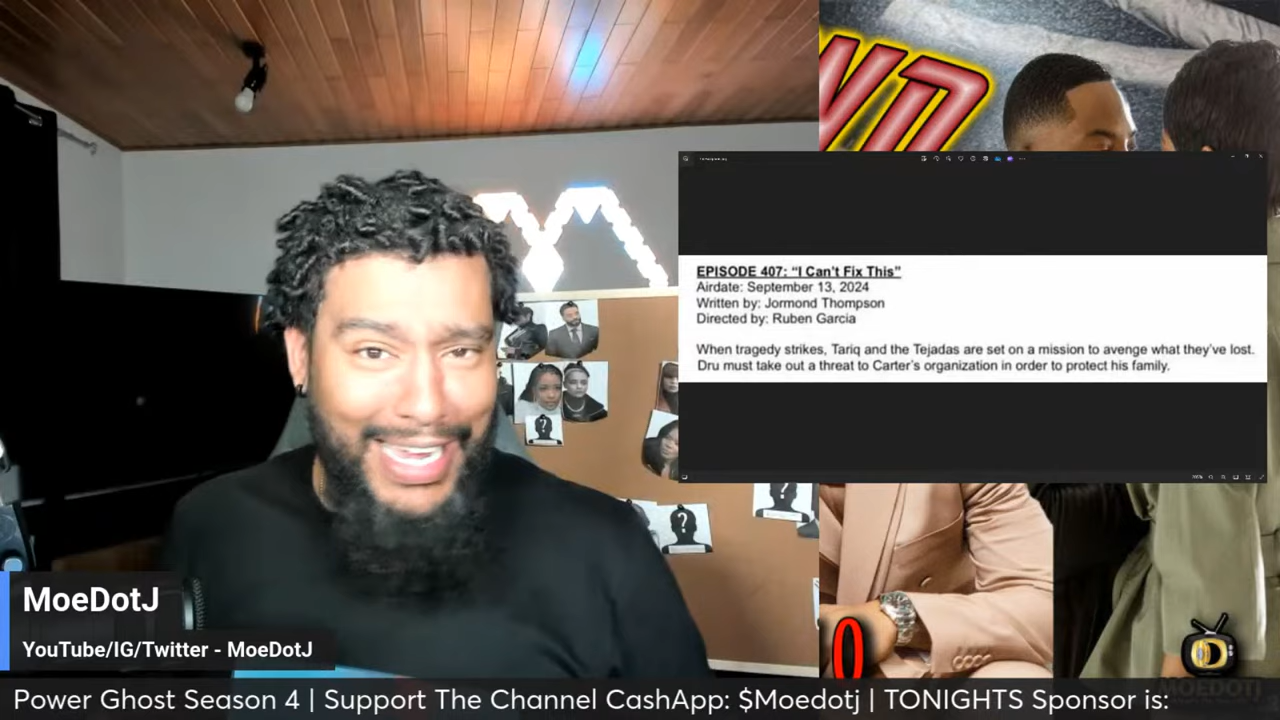 ND
EPISODE 407: “I Can’t Fix This”
Airdate: September 13, 2024
Written by: Jormond Thompson
Directed by: Ruben Garcia
When tragedy strikes, Tariq and the Tejadas are set on a mission to avenge what they’ve lost.
Dru must take out a threat to Carter’s organization in order to protect his family.
?
?
?
0
MoeDotJ
YouTube/IG/Twitter - MoeDotJ
D
MOEDOTJ
Power Ghost Season 4 | Support The Channel CashApp: $Moedotj | TONIGHTS Sponsor is: